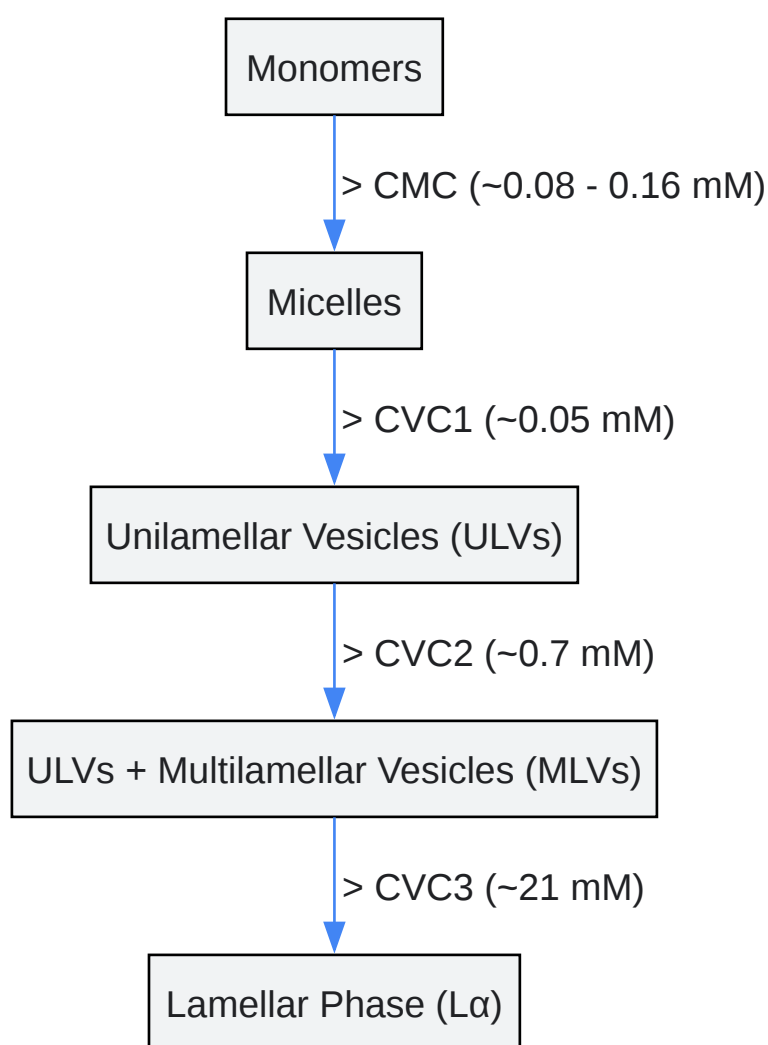 Monomers
> CMC (~0.08 - 0.16 mM)
Micelles
> CVC1 (~0.05 mM)
Unilamellar Vesicles (ULVs)
> CVC2 (~0.7 mM)
ULVs + Multilamellar Vesicles (MLVs)
> CVC3 (~21 mM)
Lamellar Phase (Lα)